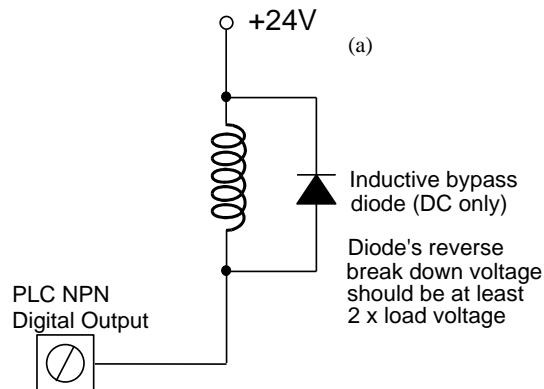 +24V
(a)
Inductive bypass
diode (DC only)
Diode's reverse
break down voltage
should be at least
2 x load voltage
PLC NPN
Digital Output